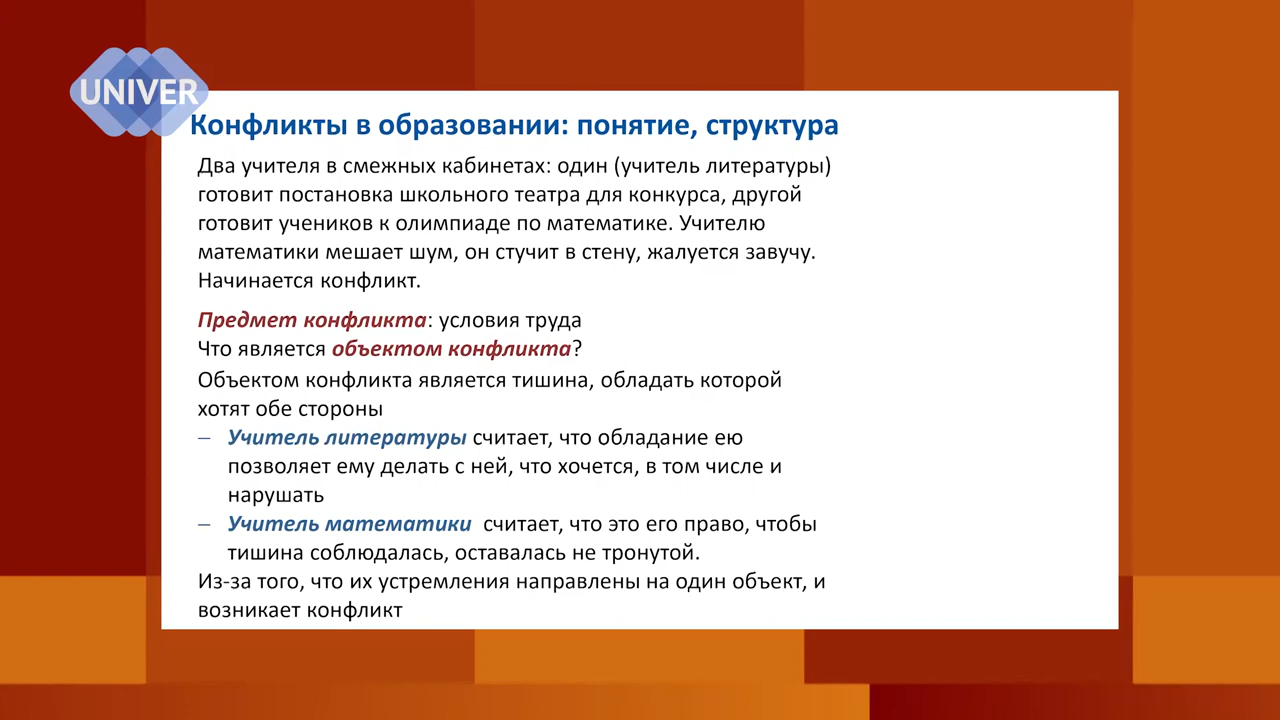 UNIVER
Конфликты в образовании: понятие, структура
Два учителя в смежных кабинетах: один (учитель литературы)
готовит постановка школьного театра для конкурса, другой
готовит учеников к олимпиаде по математике. Учителю
математики мешает шум, он стучит в стену, жалуется завучу.
Начинается конфликт.
Предмет конфликта: условия труда
Что является объектом конфликта?
Объектом конфликта является тишина, обладать которой
хотят обе стороны
– Учитель литературы считает, что обладание ею
позволяет ему делать с ней, что хочется, в том числе и
нарушать
– Учитель математики считает, что это его право, чтобы
тишина соблюдалась, оставалась не тронутой.
Из-за того, что их устремления направлены на один объект, и
возникает конфликт